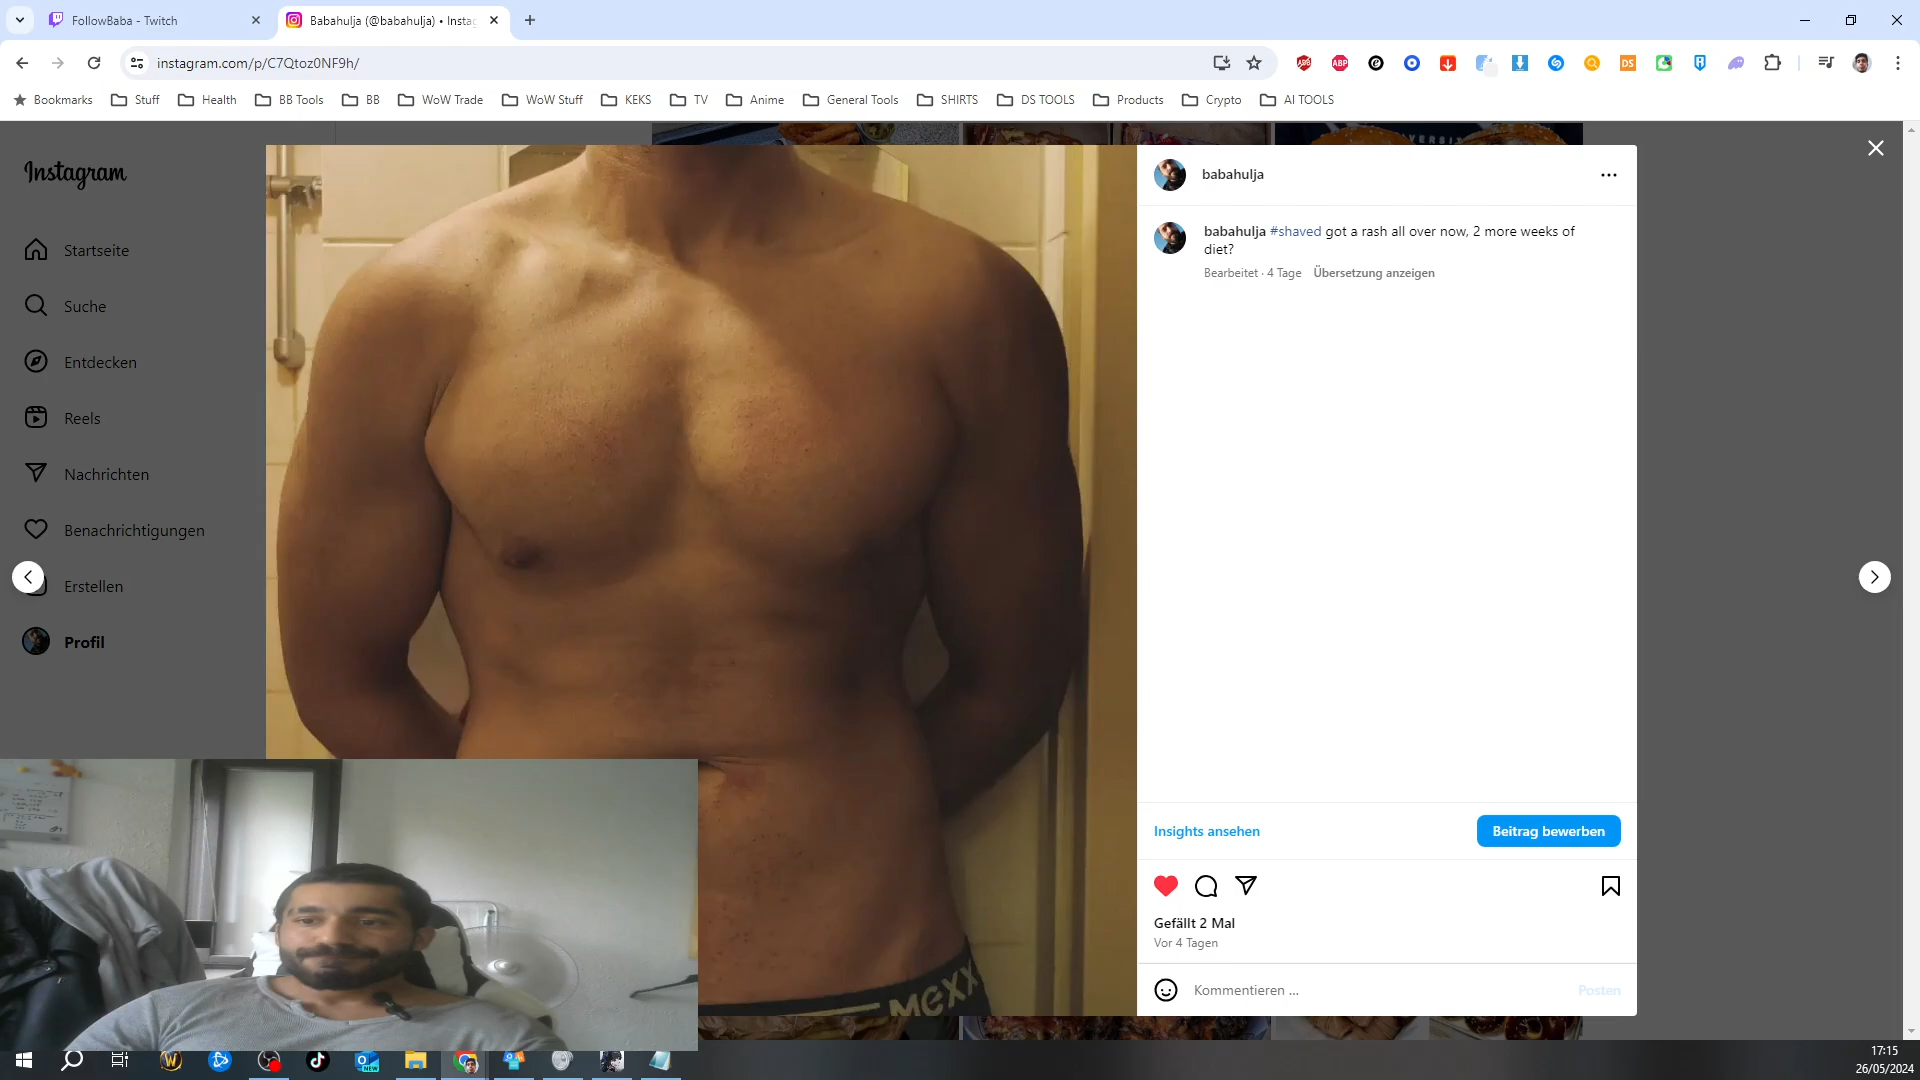 FollowBaba - Twitch
Babahulja (@babahulja) • Instag
instagram.com/p/C7Qtoz0NF9h/
Bookmarks
Stuff
Health
BB Tools
BB
WoW Trade
WoW Stuff
KEKS
TV
Anime
General Tools
SHIRTS
DS TOOLS
Products
Crypto
AI TOOLS
Instagram
Startseite
Suche
Entdecken
Reels
Nachrichten
Benachrichtigungen
Erstellen
Profil
babahulja
babahulja #shaved got a rash all over now, 2 more weeks of
diet?
Bearbeitet · 4 Tage Übersetzung anzeigen
Insights ansehen
Beitrag bewerben
Gefällt 2 Mal
Vor 4 Tagen
Kommentieren ...
Posten
MEXX
17:15
26/05/2024